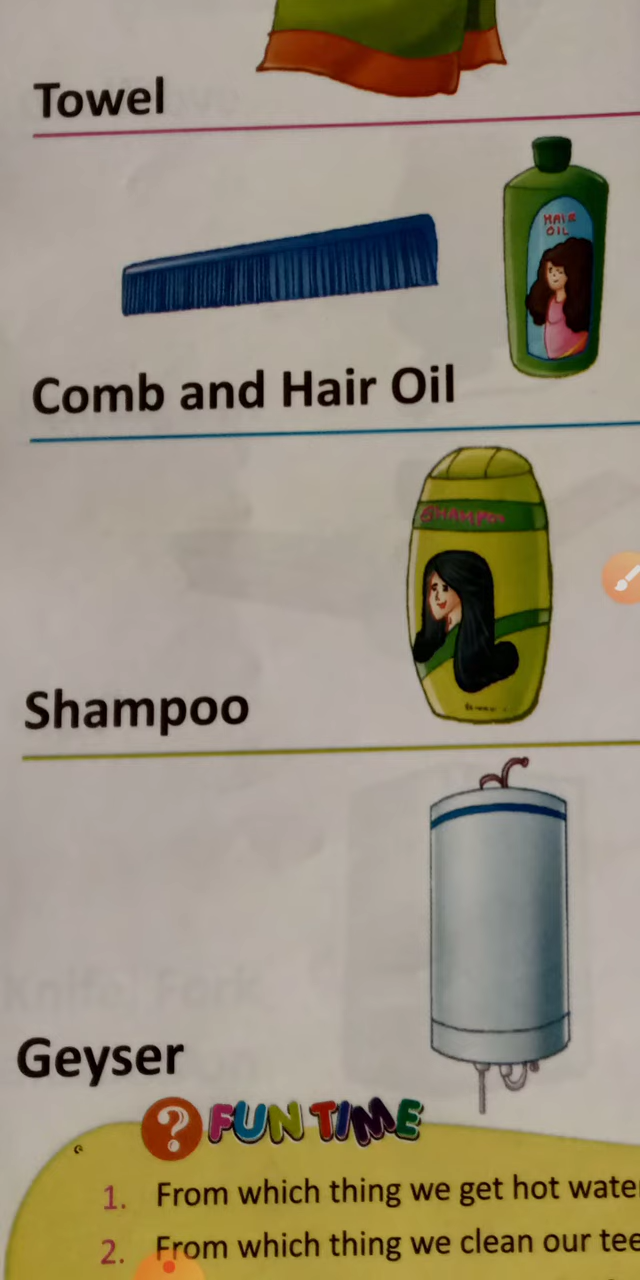 Towel
HAIR
OIL
Comb and Hair Oil
SHAMPOO
Shampoo
Geyser
? FUN TIME
1. From which thing we get hot wate
2. From which thing we clean our tee